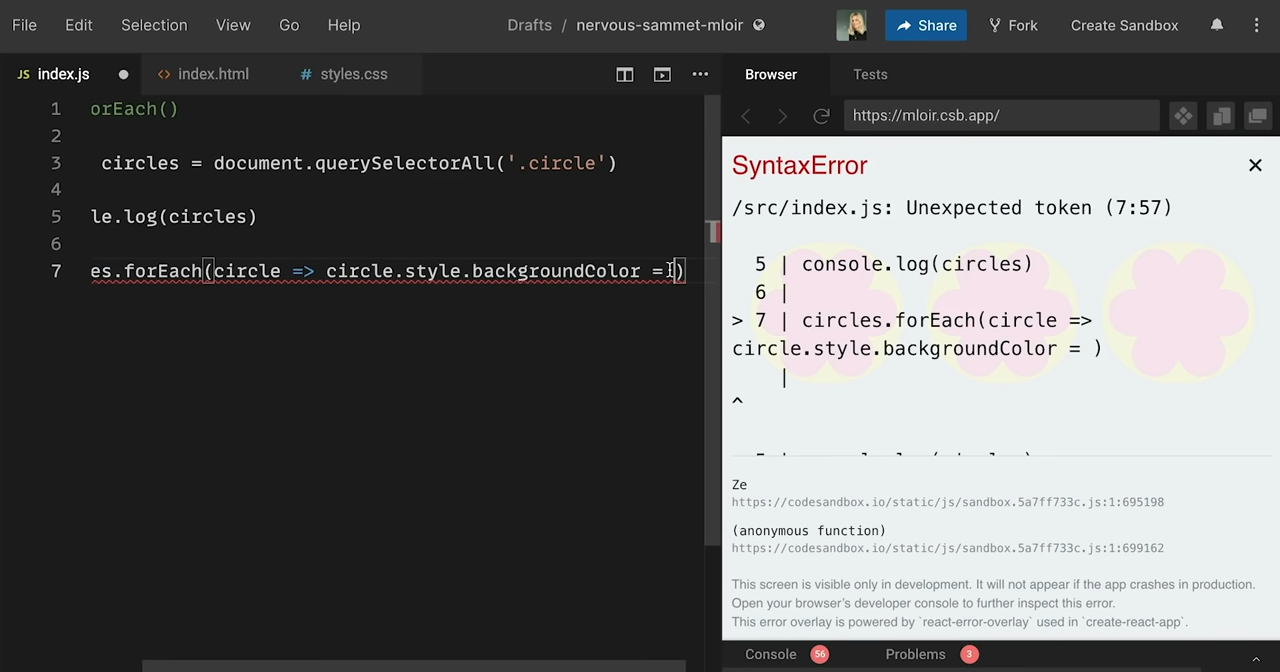 File Edit Selection View Go Help Drafts / nervous-sammet-mloir Share Fork Create Sandbox
JS index.js <> index.html # styles.css ••• Browser Tests
https://mloir.csb.app/
1 orEach()
2
3 circles = document.querySelectorAll('.circle')
4
5 le.log(circles)
6
7 es.forEach(circle => circle.style.backgroundColor = )
SyntaxError
/src/index.js: Unexpected token (7:57)
5 | console.log(circles)
6 |
> 7 | circles.forEach(circle =>
circle.style.backgroundColor = )
|
^
Ze
https://codesandbox.io/static/js/sandbox.5a7ff733c.js:1:695198
(anonymous function)
https://codesandbox.io/static/js/sandbox.5a7ff733c.js:1:699162
This screen is visible only in development. It will not appear if the app crashes in production.
Open your browser's developer console to further inspect this error.
This error overlay is powered by `react-error-overlay` used in `create-react-app`.
Console 56 Problems 3